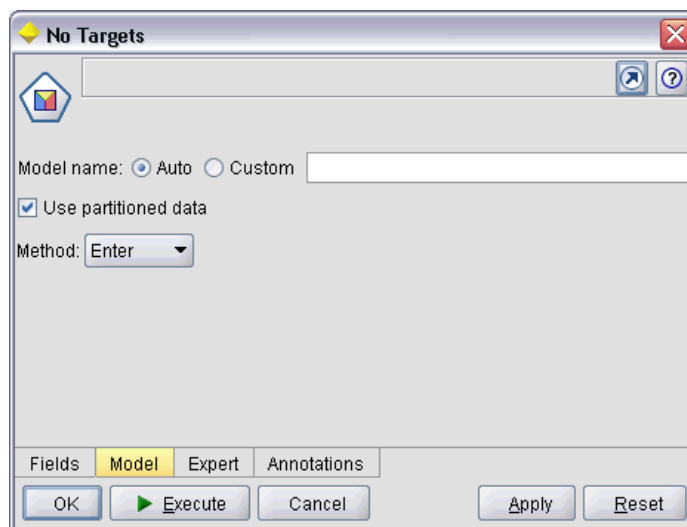 No Targets
Model name: Auto Custom
Use partitioned data
Method: Enter
Fields Model Expert Annotations
OK Execute Cancel Apply Reset